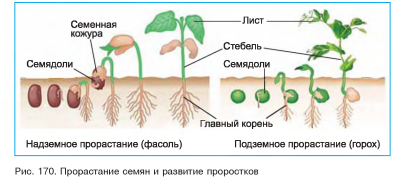 Семенная
кожура
Лист
Стебель
Семядоли
Семядоли
Главный корень
Надземное прорастание (фасоль)
Подземное прорастание (горох)
Рис. 170. Прорастание семян и развитие проростков